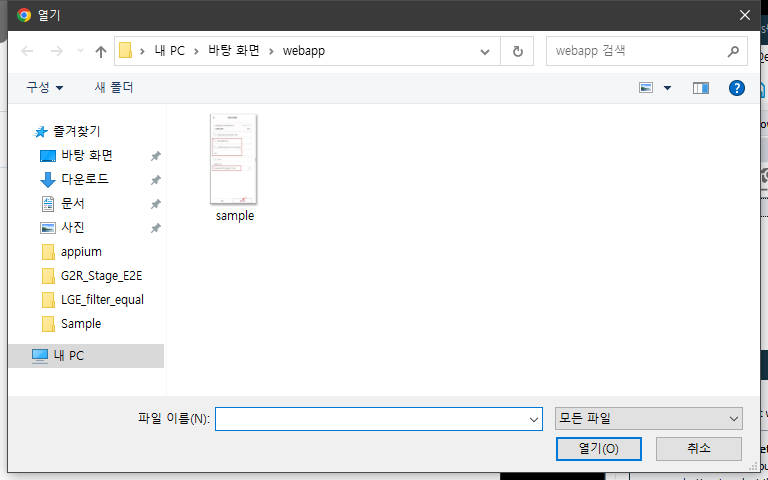 열기
내 PC > 바탕 화면 > webapp
webapp 검색
구성
새 폴더
즐겨찾기
바탕 화면
다운로드
문서
사진
appium
G2R_Stage_E2E
LGE_filter_equal
Sample
내 PC
sample
파일 이름(N):
모든 파일
열기(O)
취소